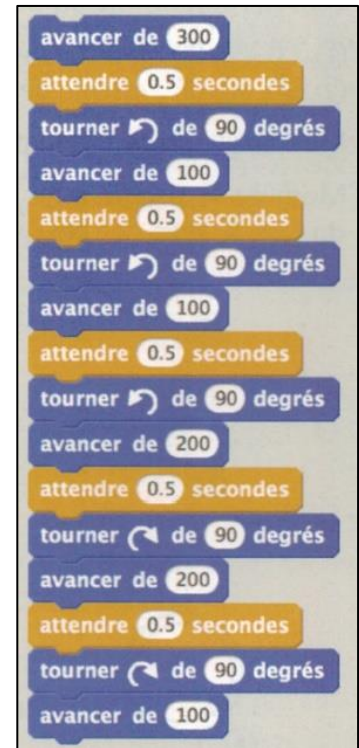 avancer de 300
attendre 0.5 secondes
tourner de 90 degrés
avancer de 100
attendre 0.5 secondes
tourner de 90 degrés
avancer de 100
attendre 0.5 secondes
tourner de 90 degrés
avancer de 200
attendre 0.5 secondes
tourner de 90 degrés
avancer de 200
attendre 0.5 secondes
tourner de 90 degrés
avancer de 100